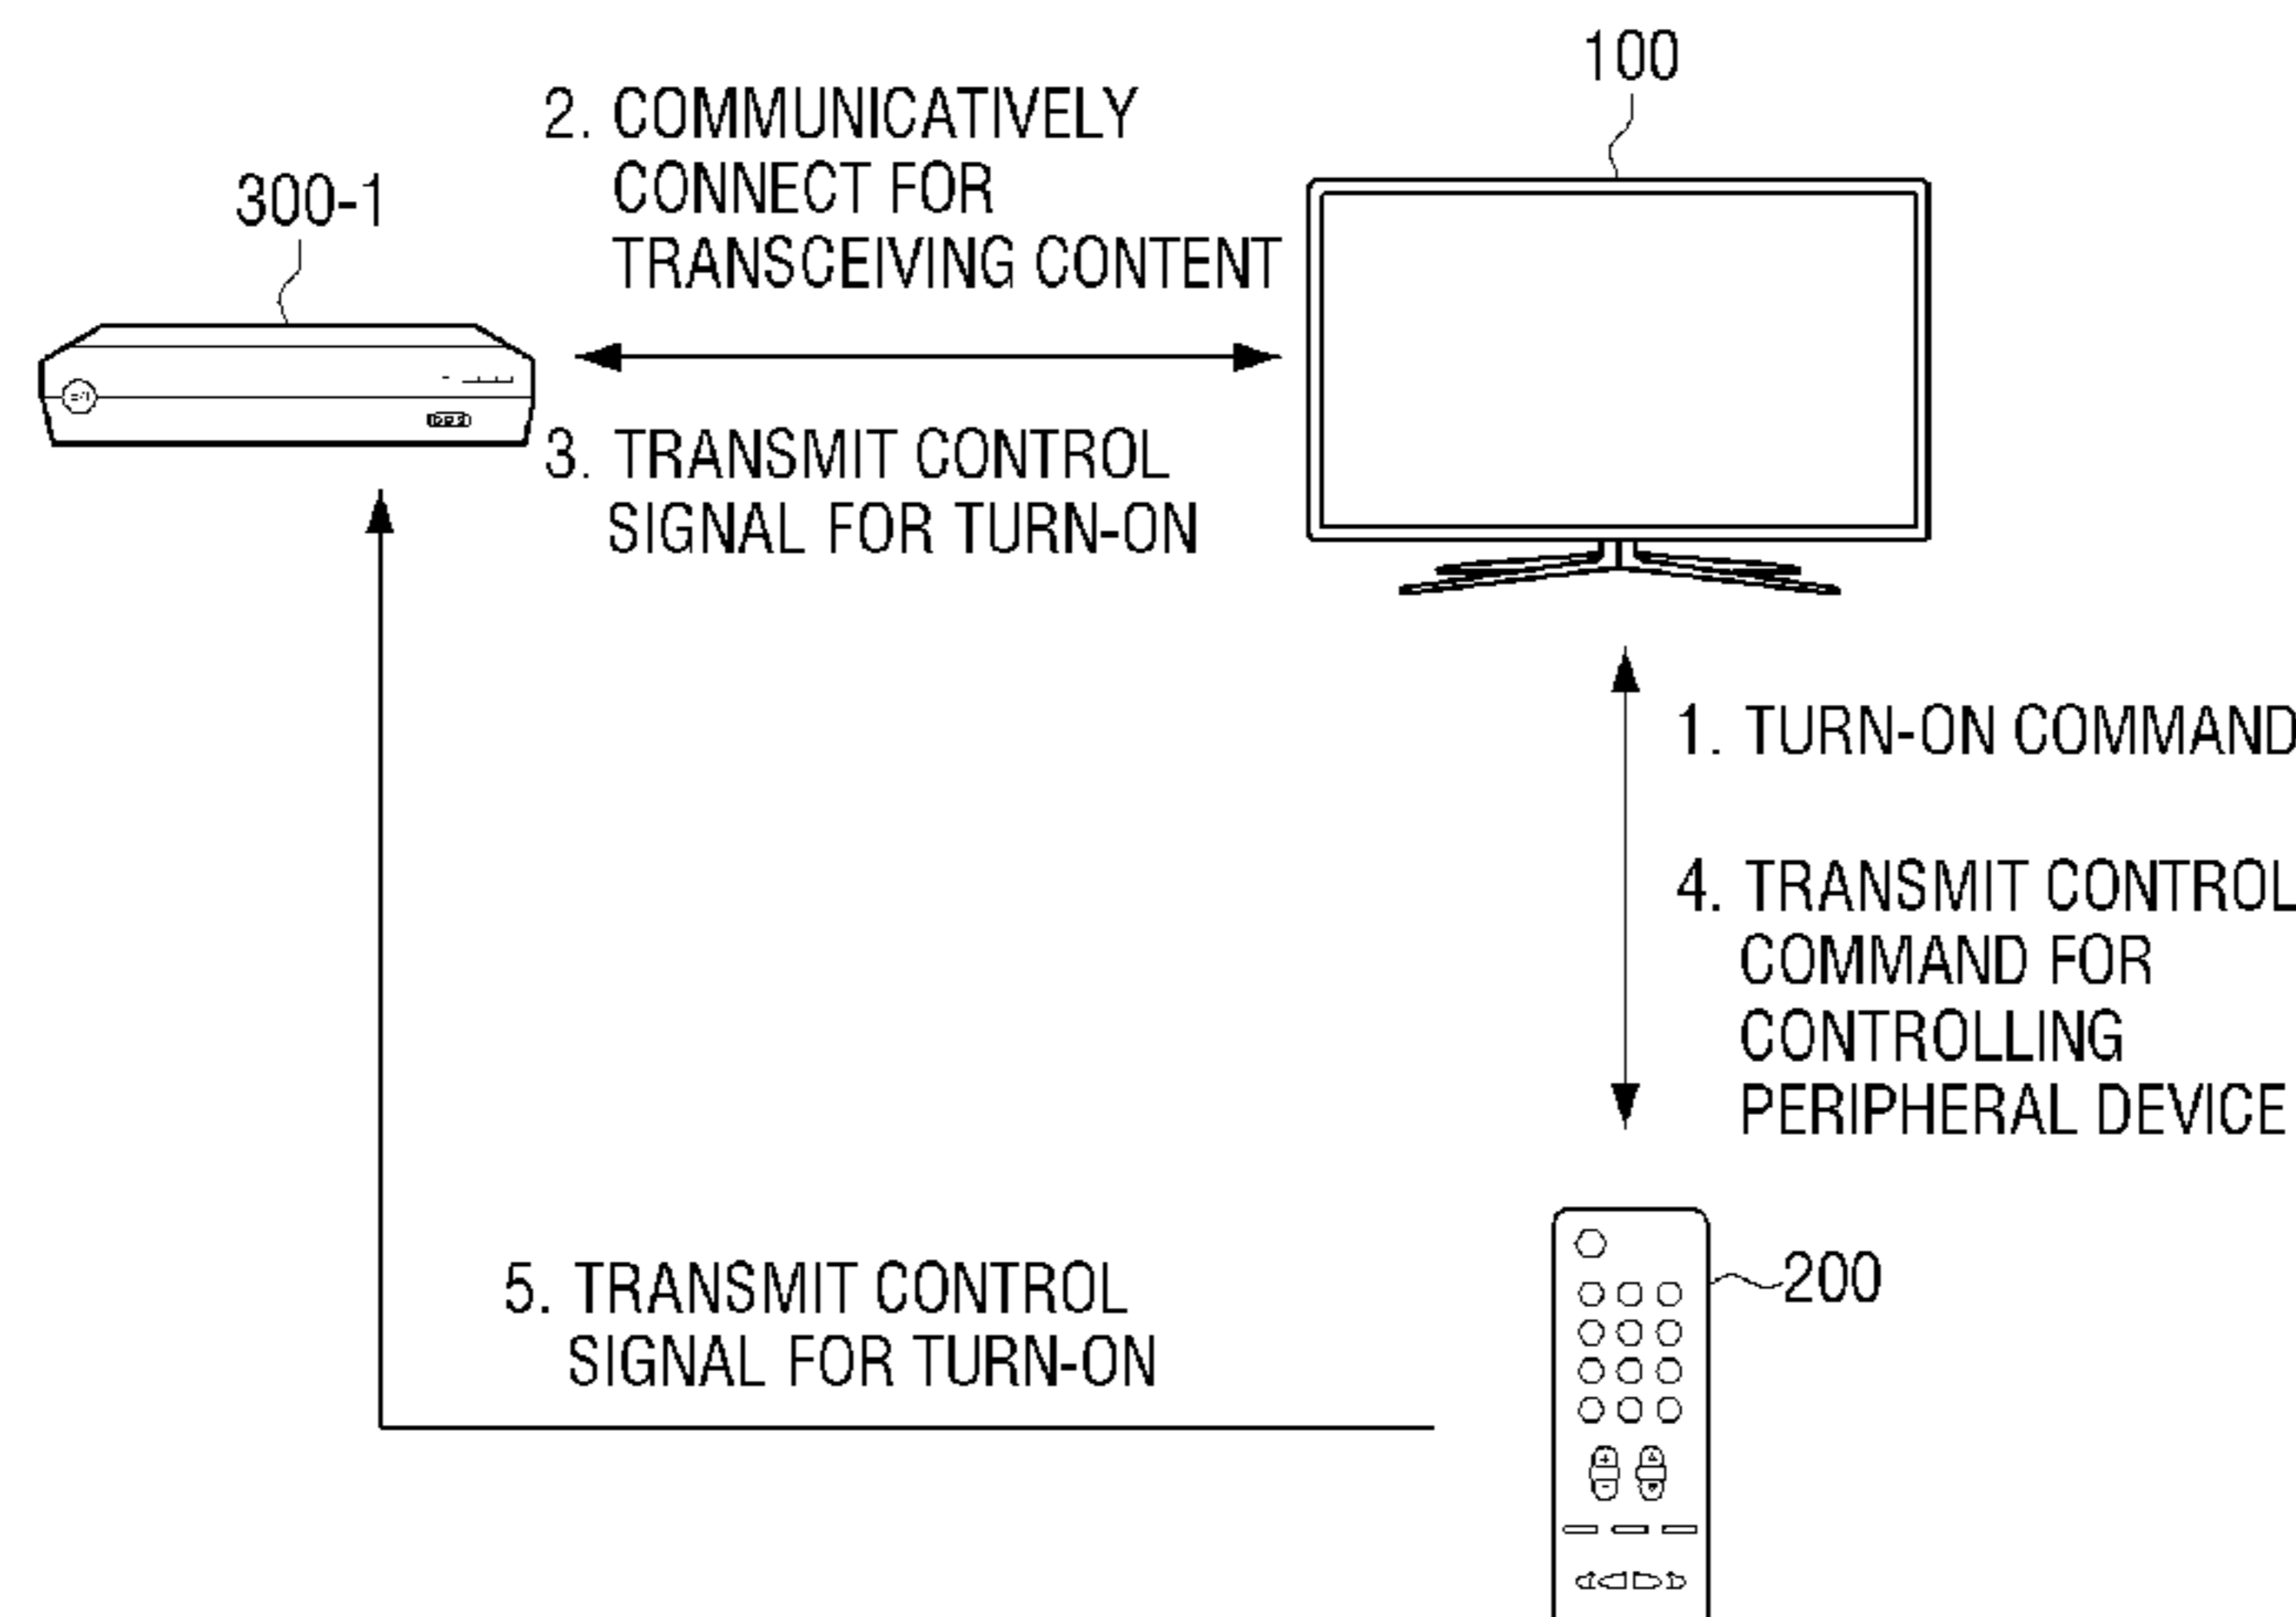 100
2. COMMUNICATIVELY
CONNECT FOR
TRANSCEIVING CONTENT
300-1
3. TRANSMIT CONTROL
SIGNAL FOR TURN-ON
1. TURN-ON COMMAND
4. TRANSMIT CONTROL
COMMAND FOR
CONTROLLING
PERIPHERAL DEVICE
5. TRANSMIT CONTROL
SIGNAL FOR TURN-ON
200